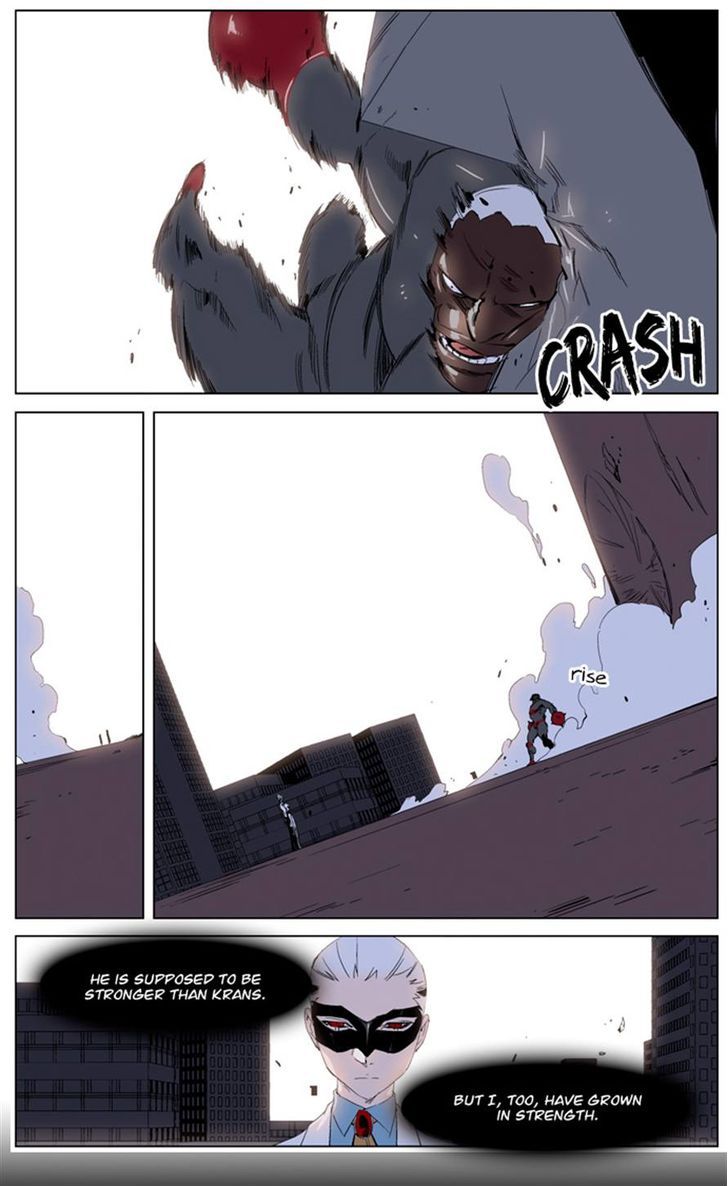 CRASH
rise
HE IS SUPPOSED TO BE
STRONGER THAN KRANS.
BUT I, TOO, HAVE GROWN
IN STRENGTH.